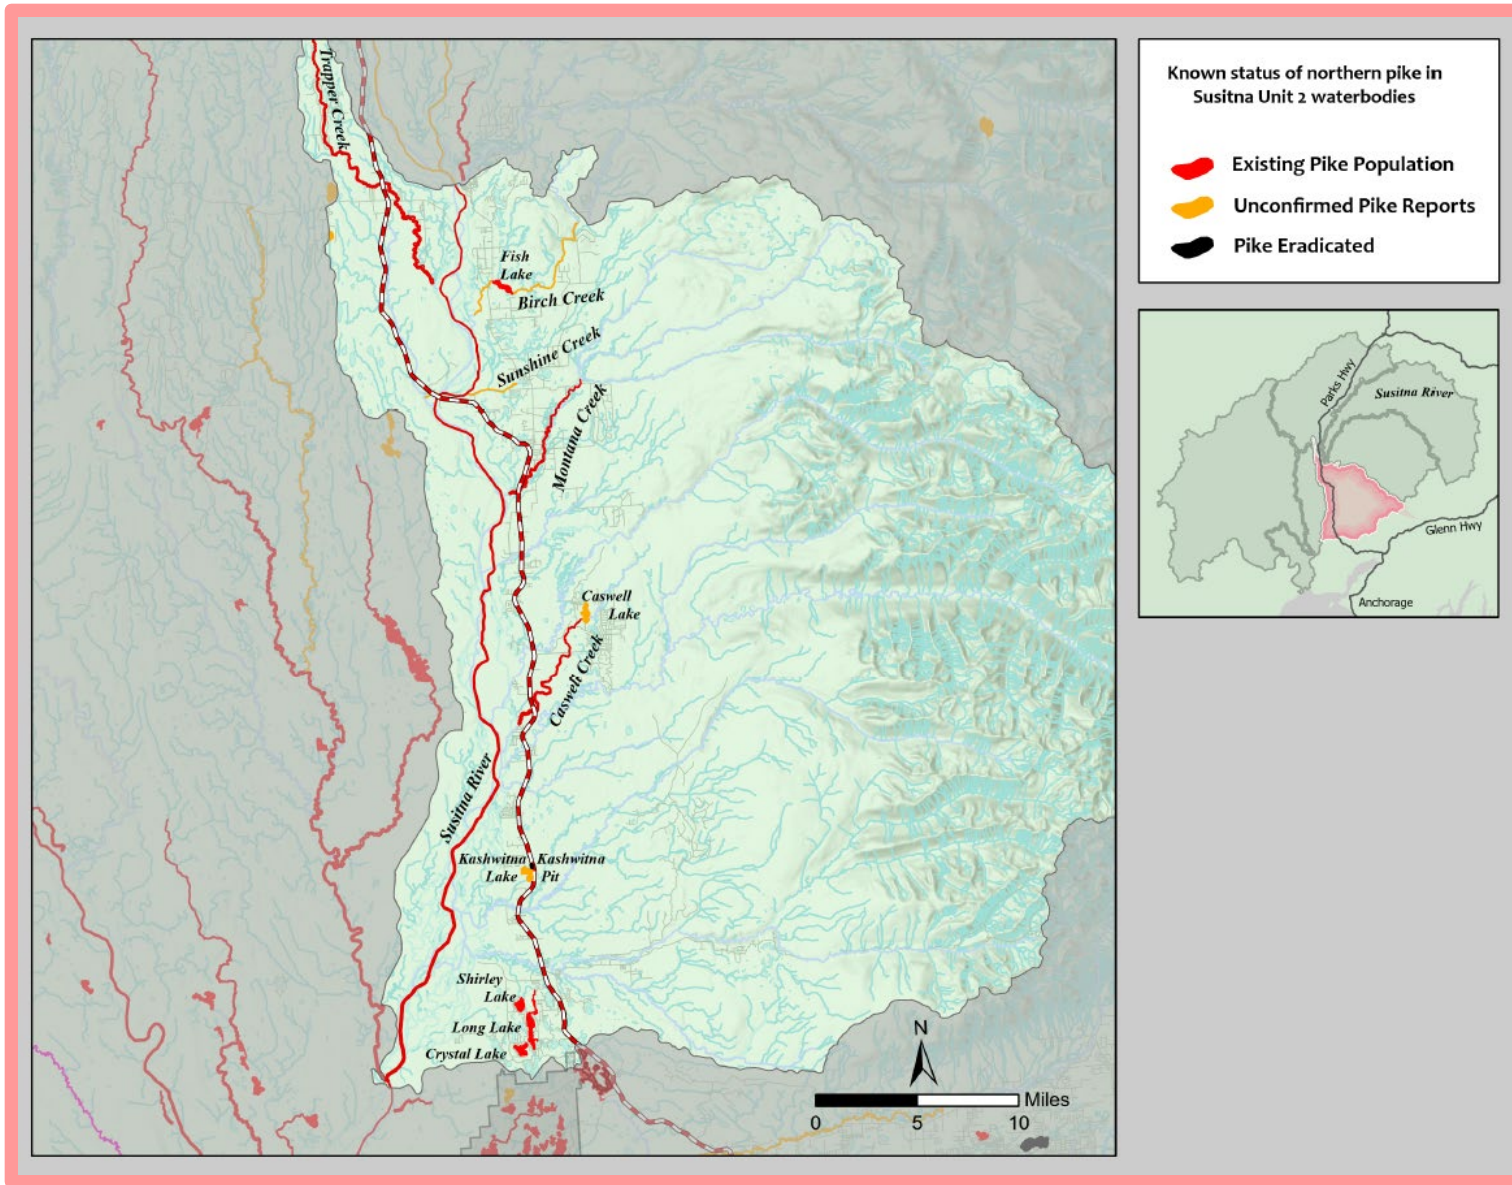 Trapper Creek
Fish
Lake
Birch Creek
Sunshine Creek
Montana Creek
Caswell
Lake
Caswell Creek
Susitna River
Kashwitna
Lake
Kashwitna
Pit
Shirley
Lake
Long Lake
Crystal Lake
N
Miles
0 5 10
Known status of northern pike in
Susitna Unit 2 waterbodies
Existing Pike Population
Unconfirmed Pike Reports
Pike Eradicated
Parks Hwy
Susitna River
Glenn Hwy
Anchorage